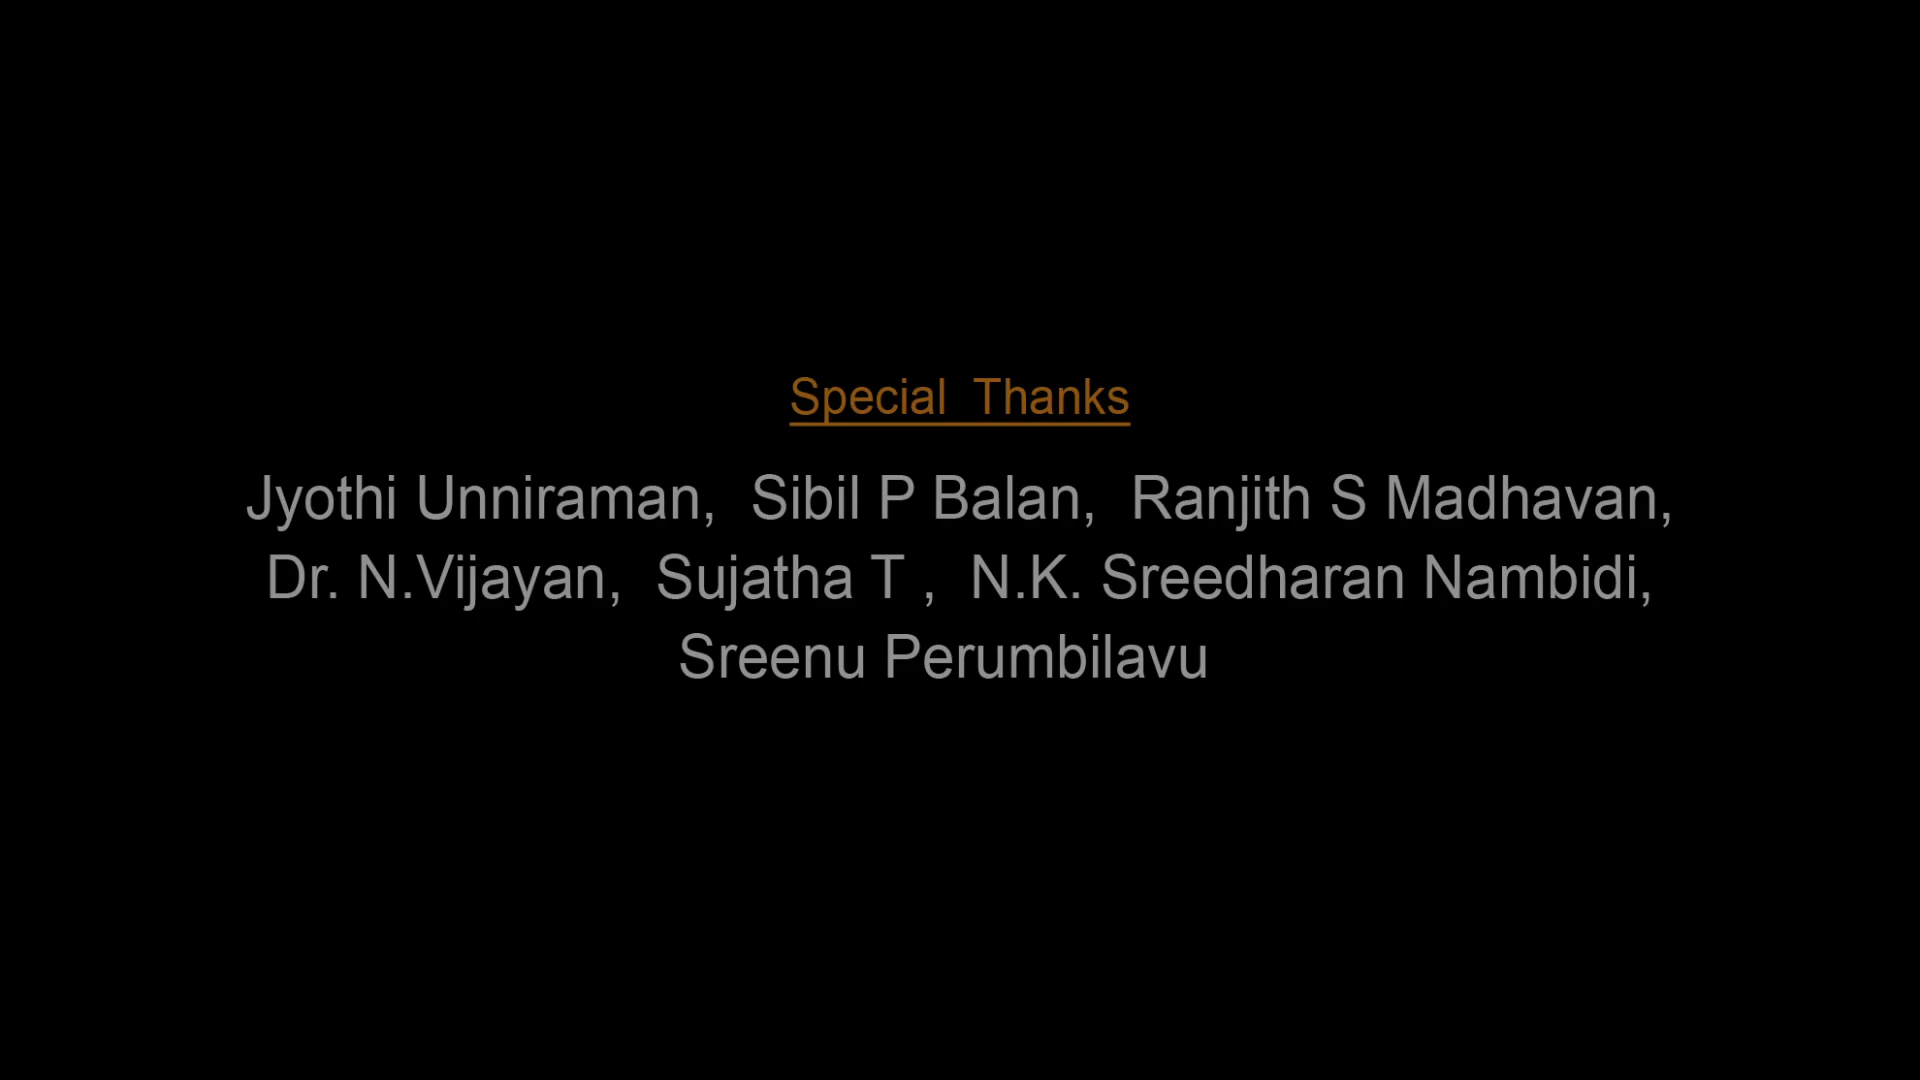 Special  Thanks
Jyothi Unniraman,  Sibil P Balan,  Ranjith S Madhavan,
Dr. N.Vijayan,  Sujatha T ,  N.K. Sreedharan Nambidi,
Sreenu Perumbilavu